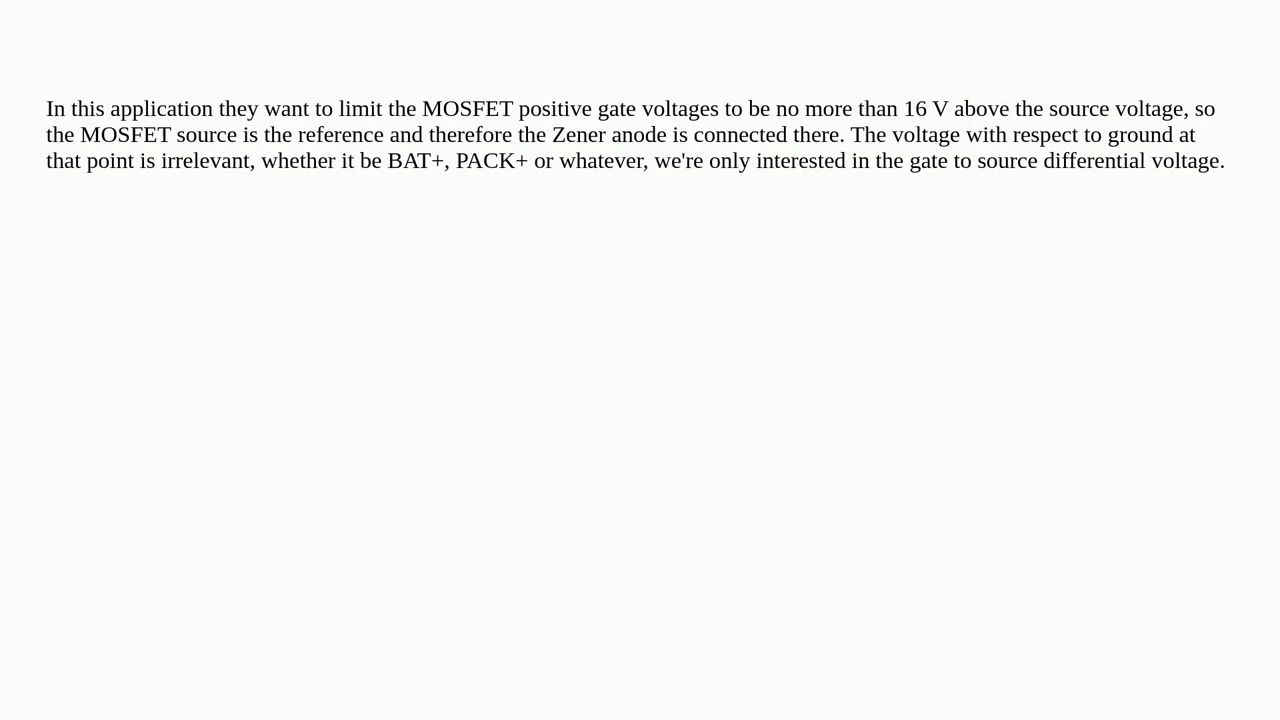 In this application they want to limit the MOSFET positive gate voltages to be no more than 16 V above the source voltage, so
the MOSFET source is the reference and therefore the Zener anode is connected there. The voltage with respect to ground at
that point is irrelevant, whether it be BAT+, PACK+ or whatever, we're only interested in the gate to source differential voltage.